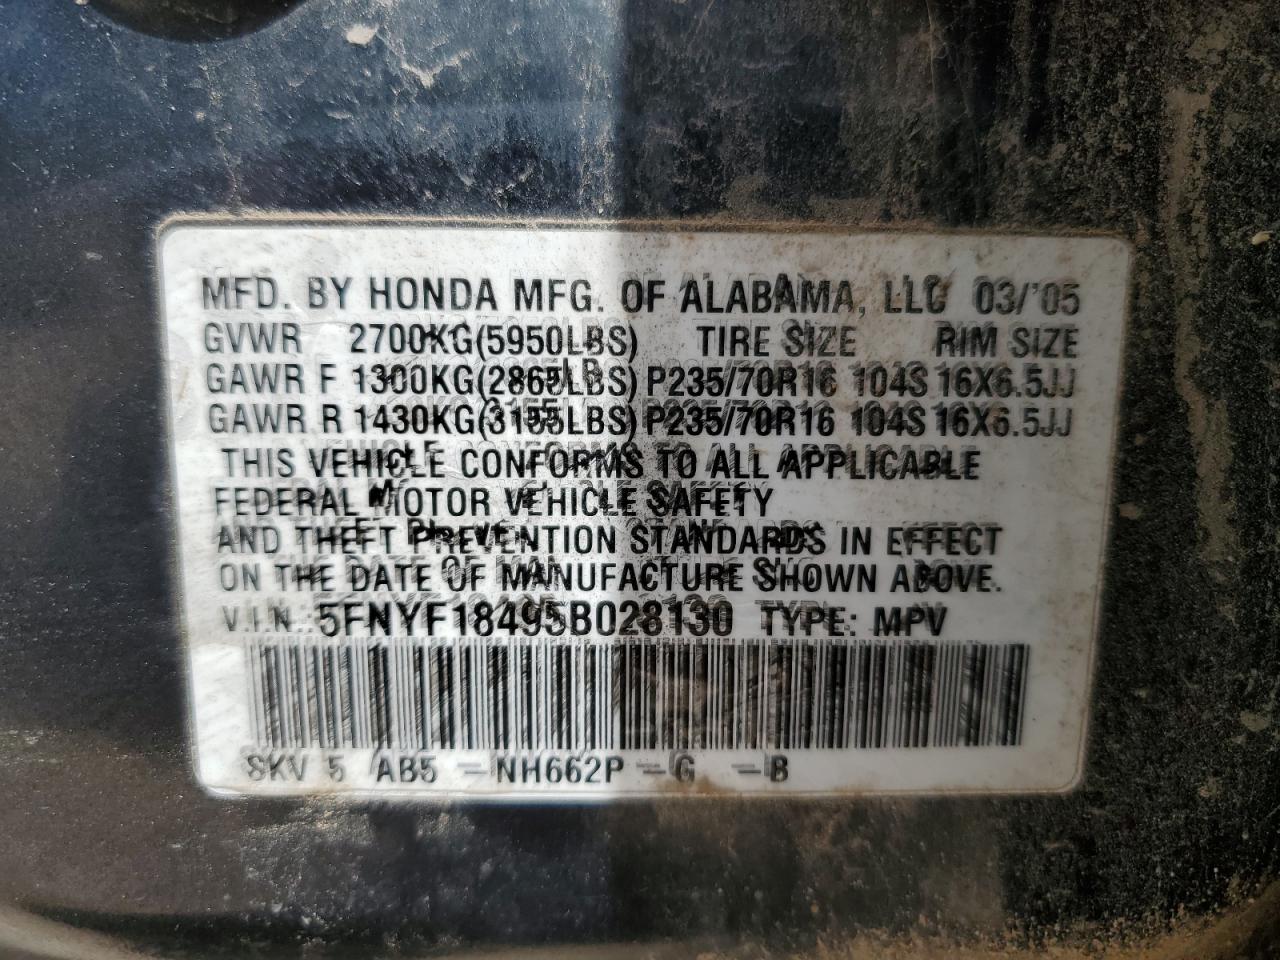 MFD. BY HONDA MFG. OF ALABAMA, LLC 03/'05
GVWR 2700KG(5950LBS) TIRE SIZE RIM SIZE
GAWR F 1300KG(2865LBS) P235/70R16 104S 16X6.5JJ
GAWR R 1430KG(3155LBS) P235/70R16 104S 16X6.5JJ
THIS VEHICLE CONFORMS TO ALL APPLICABLE
FEDERAL MOTOR VEHICLE SAFETY
AND THEFT PREVENTION STANDARDS IN EFFECT
ON THE DATE OF MANUFACTURE SHOWN ABOVE.
V.I.N.: 5FNYF18495B028130 TYPE: MPV
SKV 5 AB5 -NH662P -G -B